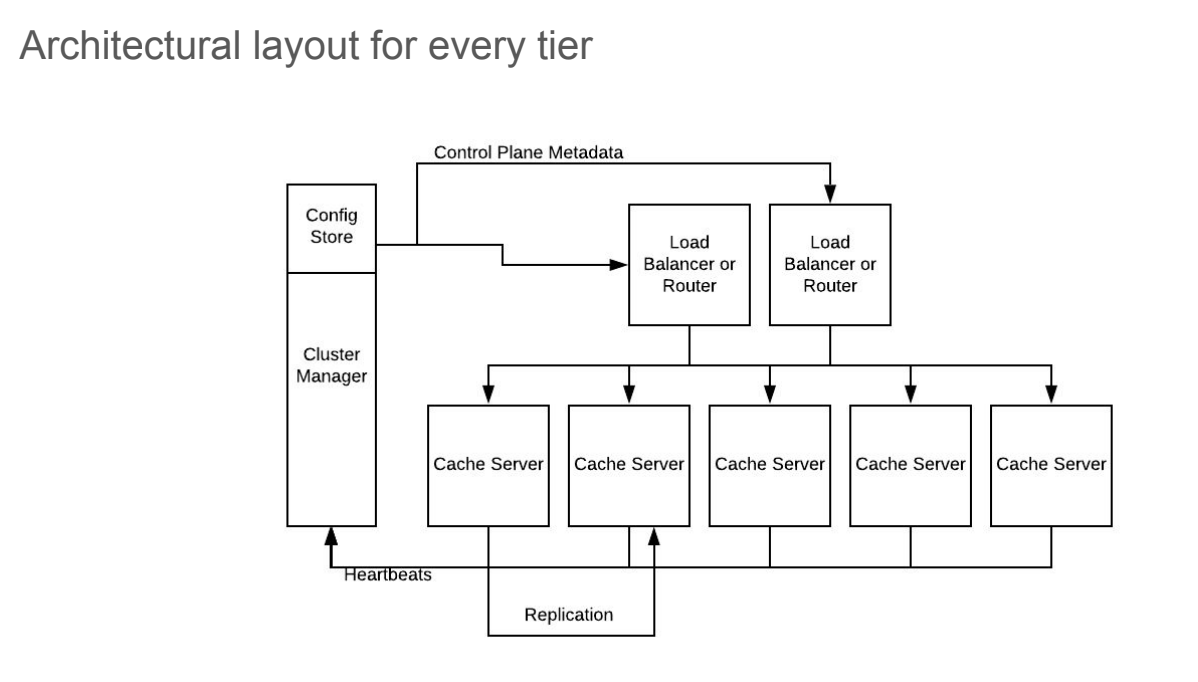 Architectural layout for every tier
Control Plane Metadata
Config
Store
Load
Balancer or
Router
Load
Balancer or
Router
Cluster
Manager
Cache Server
Cache Server
Cache Server
Cache Server
Cache Server
Heartbeats
Replication